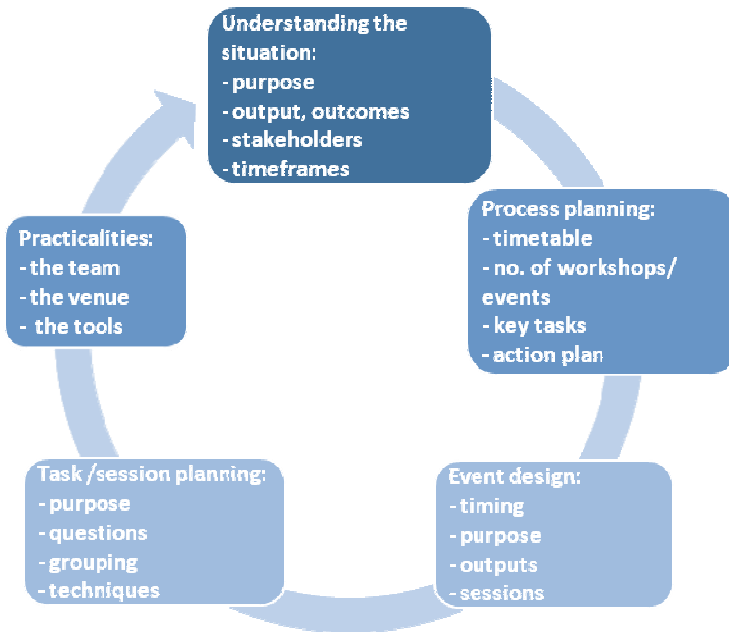 Understanding the
situation:
- purpose
- output, outcomes
- stakeholders
- timeframes
Process planning:
- timetable
- no. of workshops/
events
- key tasks
- action plan
Event design:
- timing
- purpose
- outputs
- sessions
Task /session planning:
- purpose
- questions
- grouping
- techniques
Practicalities:
- the team
- the venue
- the tools